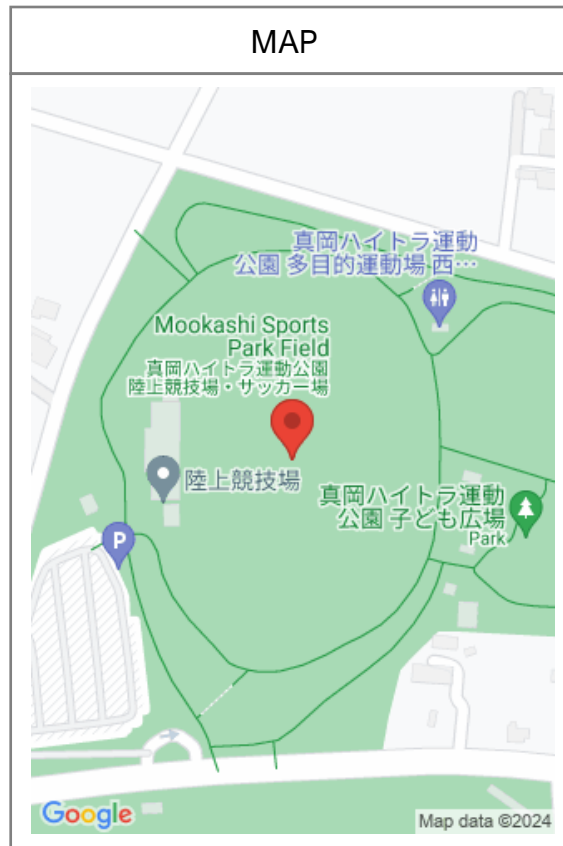 MAP
真岡ハイトラ運動
公園 多目的運動場 西…
Mookashi Sports
Park Field
真岡ハイトラ運動公園
陸上競技場・サッカー場
陸上競技場
真岡ハイトラ運動
公園 子ども広場
Park
P
Google
Map data ©2024